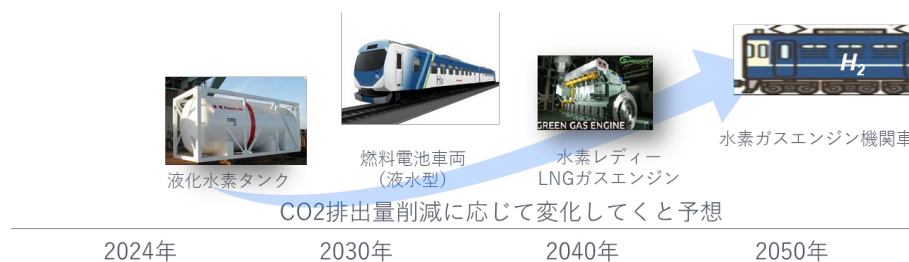 H2
GREEN GAS ENGINE
液化水素タンク
燃料電池車両
（液水型）
水素レディー
LNGガスエンジン
水素ガスエンジン機関車
CO2排出量削減に応じて変化してくと予想
2024年
2030年
2040年
2050年